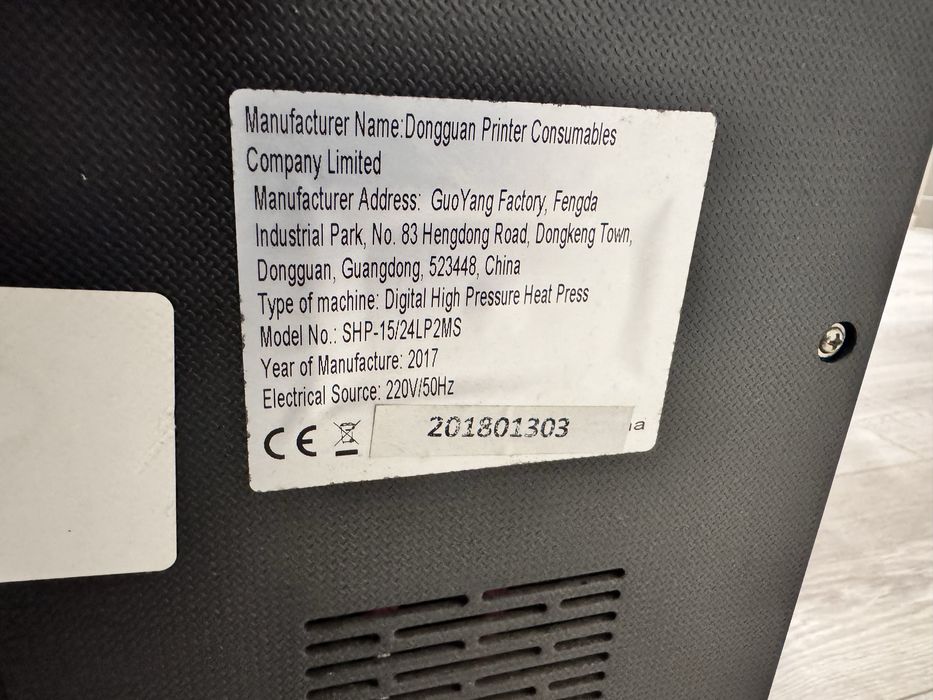 Manufacturer Name:Dongguan Printer Consumables
Company Limited
Manufacturer Address: GuoYang Factory, Fengda
Industrial Park, No. 83 Hengdong Road, Dongkeng Town,
Dongguan, Guangdong, 523448, China
Type of machine: Digital High Pressure Heat Press
Model No.: SHP-15/24LP2MS
Year of Manufacture: 2017
Electrical Source: 220V/50Hz
CE 201801303